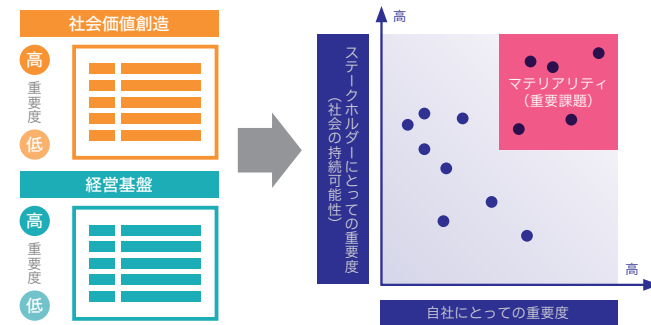 社会価値創造
高
重要度
低
経営基盤
高
重要度
低
高
ステークホルダーにとっての重要度
（社会の持続可能性）
マテリアリティ
（重要課題）
高
自社にとっての重要度